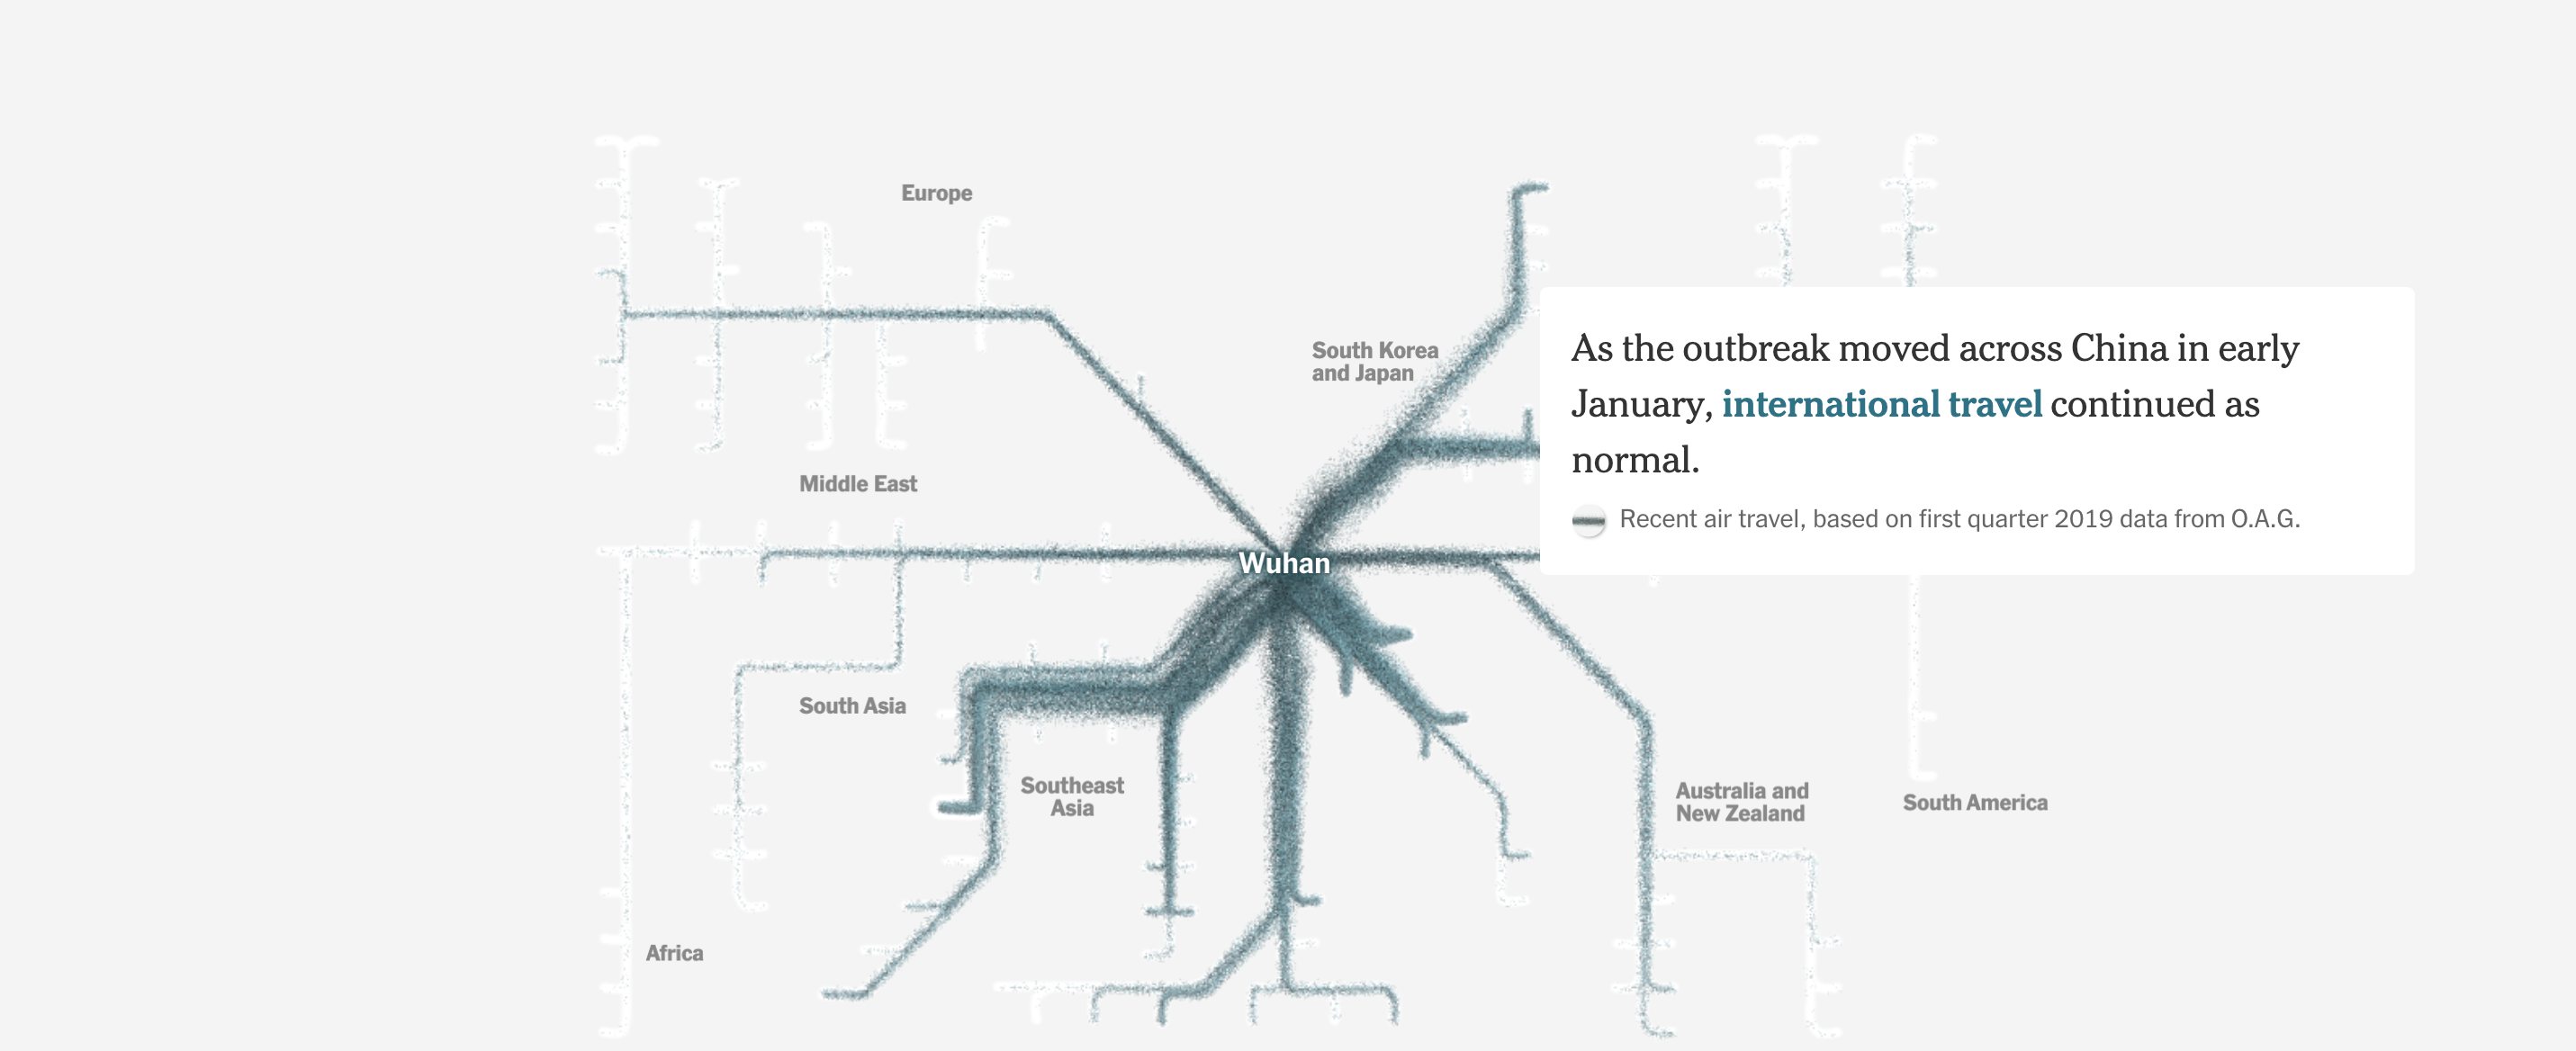 Europe
South Korea
and Japan
As the outbreak moved across China in early
January, international travel continued as
normal.
Recent air travel, based on first quarter 2019 data from O.A.G.
Middle East
Wuhan
South Asia
Southeast
Asia
Australia and
New Zealand
South America
Africa